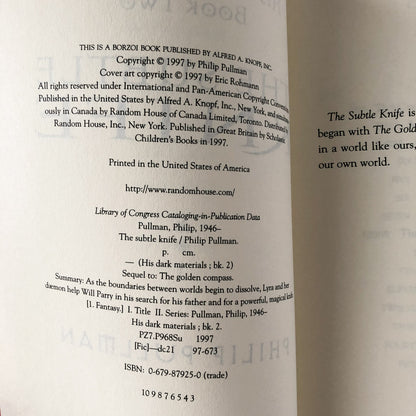 THIS IS A BORZOI BOOK PUBLISHED BY ALFRED A. KNOPF, INC.
Copyright © 1997 by Philip Pullman
Cover art copyright © 1997 by Eric Rohmann
All rights reserved under International and Pan-American Copyright Conventions.
Published in the United States by Alfred A. Knopf, Inc., New York, and simultan-
ously in Canada by Random House of Canada Limited, Toronto. Distributed by
Random House, Inc., New York. Published in Great Britain by Scholastic
Children's Books in 1997.
Printed in the United States of America
http://www.randomhouse.com/
Library of Congress Cataloging-in-Publication Data
Pullman, Philip, 1946–
The subtle knife / Philip Pullman.
p. cm.
— (His dark materials ; bk. 2)
Sequel to: The golden compass.
Summary: As the boundaries between worlds begin to dissolve, Lyra and her
dæmon help Will Parry in his search for his father and for a powerful, magical knife.
[1. Fantasy.] I. Title II. Series: Pullman, Philip, 1946–
His dark materials ; bk. 2.
PZ7.P968Su 1997
[Fic]—dc21 97-673
ISBN: 0-679-87925-0 (trade)
10 9 8 7 6 5 4 3
The Subtle Knife is
began with The Gold
in a world like ours,
our own world.